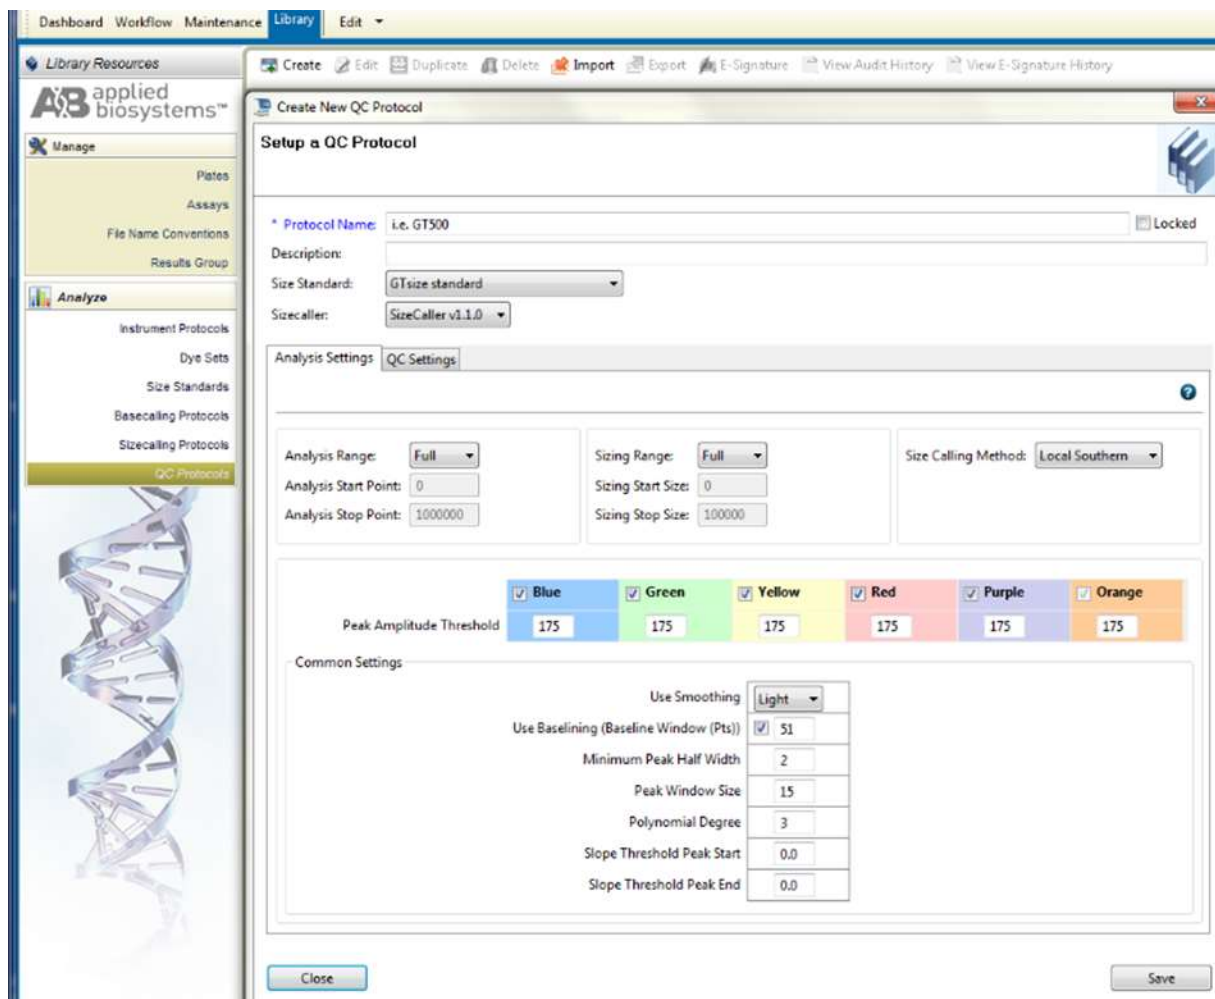 Dashboard Workflow Maintenance Library Edit
Library Resources
Create Edit Duplicate Delete Import Export E-Signature View Audit History View E-Signature History
AB applied
biosystems™
Create New QC Protocol
Manage
Setup a QC Protocol
Plates
Assays
File Name Conventions
Results Group
* Protocol Name: i.e. GT500 Locked
Description:
Size Standard: GTsize standard
Sizecaller: SizeCaller v1.1.0
Analyze
Instrument Protocols
Dye Sets
Size Standards
Basecalling Protocols
Sizecalling Protocols
QC Protocols
Analysis Settings QC Settings
?
Analysis Range: Full
Analysis Start Point: 0
Analysis Stop Point: 1000000
Sizing Range: Full
Sizing Start Size: 0
Sizing Stop Size: 100000
Size Calling Method: Local Southern
Blue Green Yellow Red Purple Orange
Peak Amplitude Threshold 175 175 175 175 175 175
Common Settings
Use Smoothing Light
Use Baselining (Baseline Window (Pts)) 51
Minimum Peak Half Width 2
Peak Window Size 15
Polynomial Degree 3
Slope Threshold Peak Start 0.0
Slope Threshold Peak End 0.0
Close Save